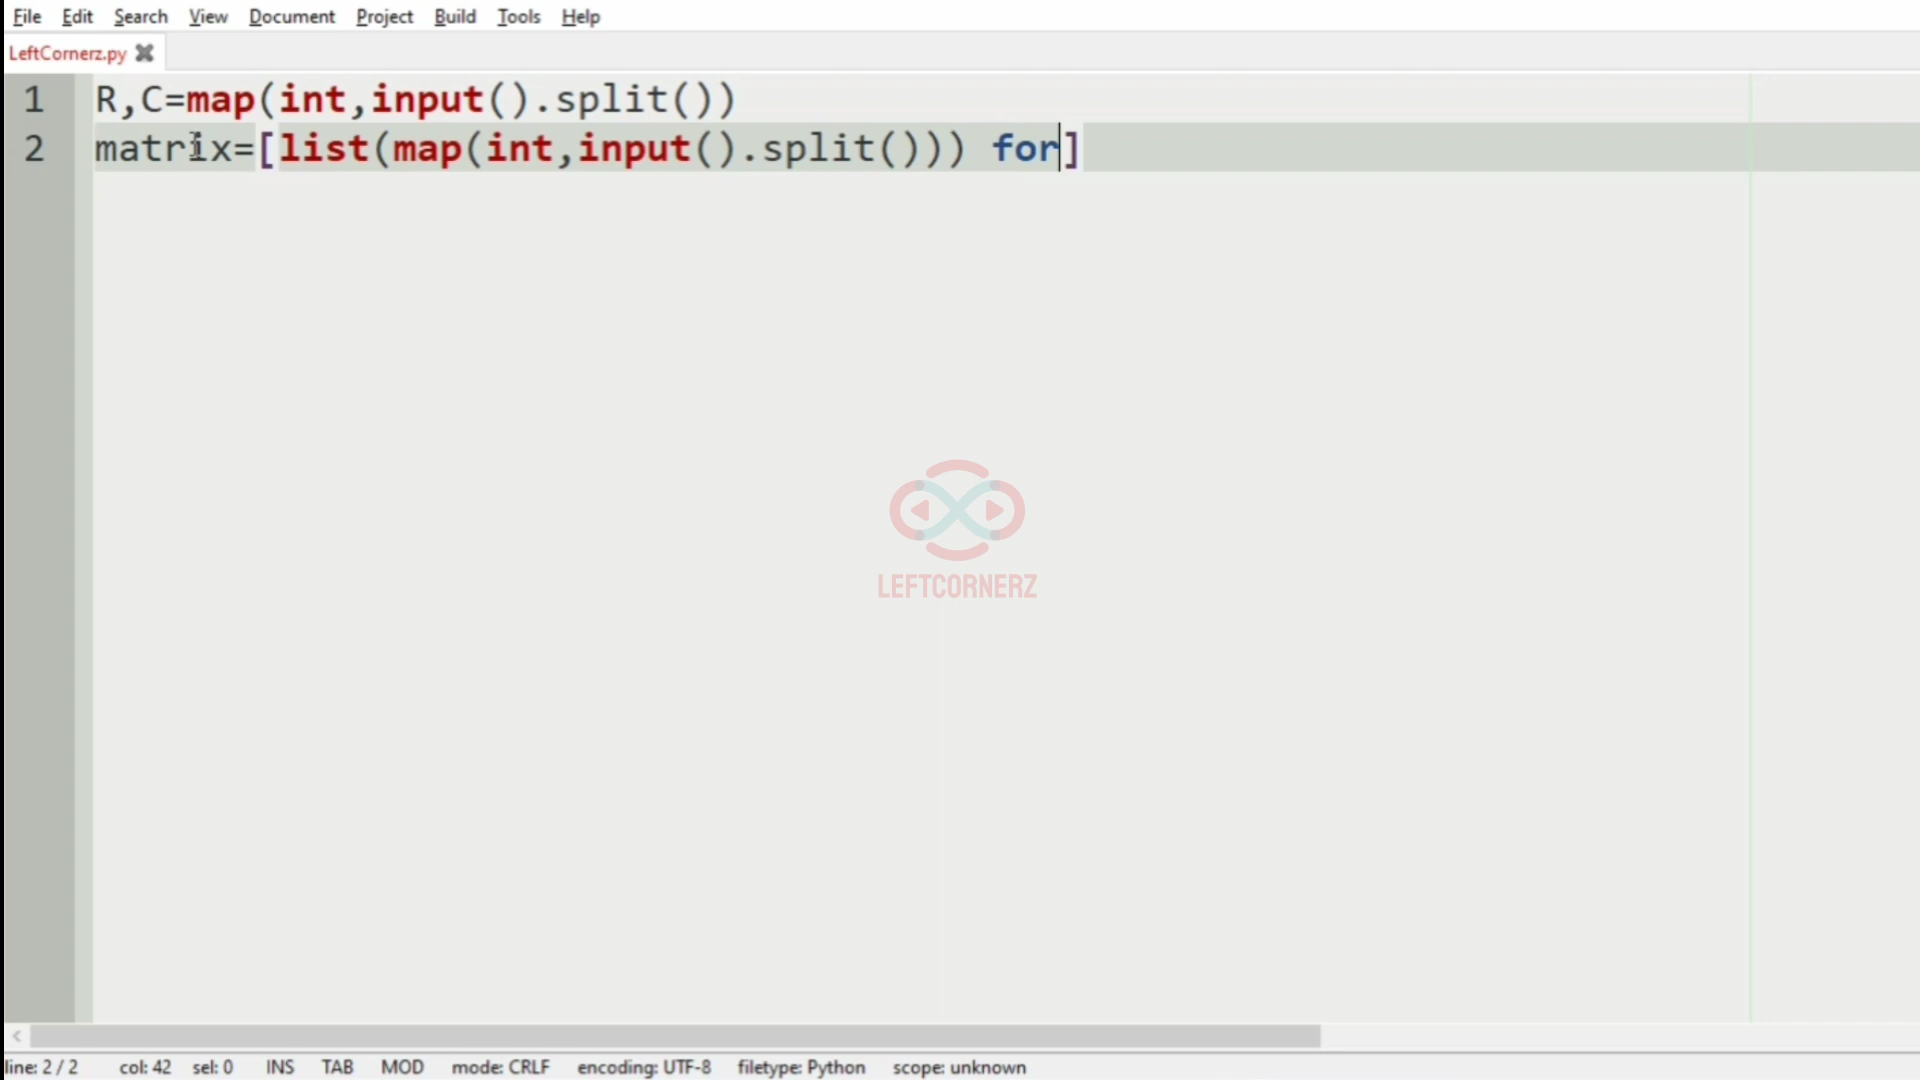 File Edit Search View Document Project Build Tools Help
LeftCornerz.py
1 R,C=map(int,input().split())
2 matrix=[list(map(int,input().split())) for]
LEFTCORNERZ
line: 2 / 2 col: 42 sel: 0 INS TAB MOD mode: CRLF encoding: UTF-8 filetype: Python scope: unknown